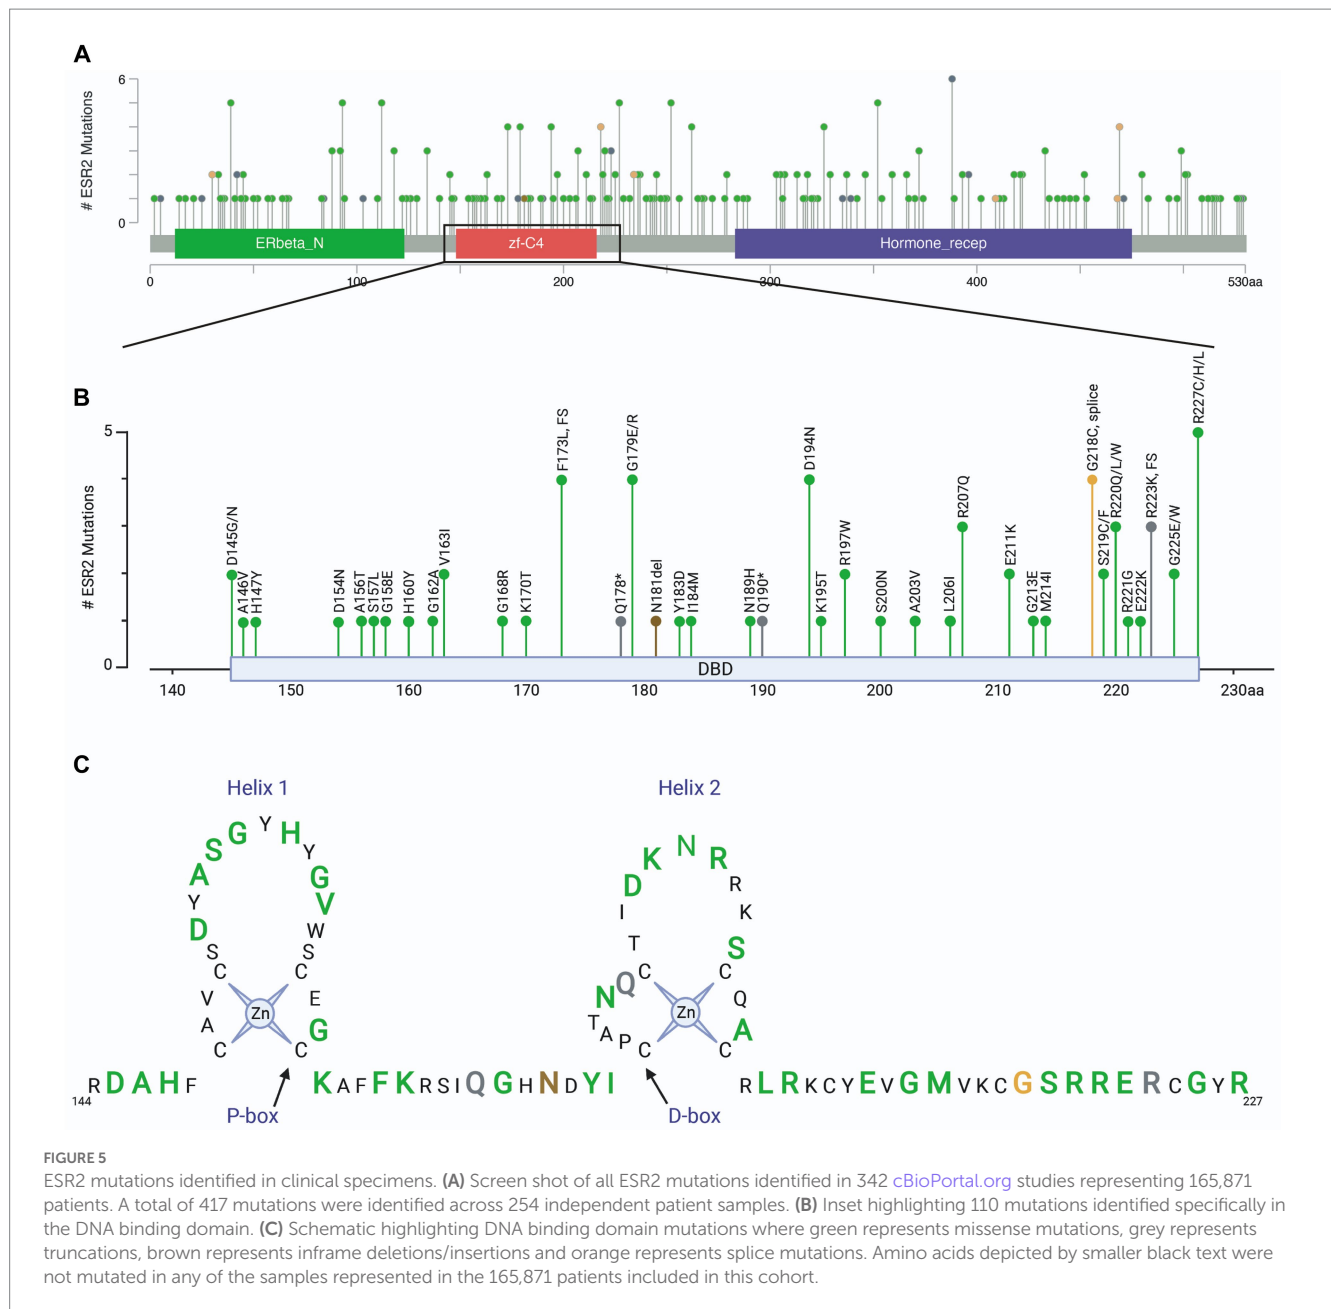 A
6
0
# ESR2 Mutations
ERbeta_N
zf-C4
Hormone_recep
0
100
200
300
400
530aa
B
5
0
# ESR2 Mutations
D145G/N
A146V
H147Y
D154N
A156T
S157L
G158E
H160Y
G162A
V163I
G168R
K170T
F173L, FS
Q178*
G179E/R
N181del
Y183D
I184M
N189H
Q190*
D194N
K195T
R197W
S200N
A203V
L206I
R207Q
E211K
G213E
M214I
G218C, splice
S219C/F
R220Q/L/W
R221G
E222K
R223K, FS
G225E/W
R227C/H/L
DBD
140
150
160
170
180
190
200
210
220
230aa
C
Helix 1
Helix 2
R D A H F
144
C A V C S D Y A S G Y H Y G V W S C E G C
Zn
P-box
K A F F K R S I Q G H N D Y I
C P A T N Q C T I D K N R R K S C Q A C
Zn
D-box
R L R K C Y E V G M V K C G S R R E R C G Y R
227
FIGURE 5
ESR2 mutations identified in clinical specimens. (A) Screen shot of all ESR2 mutations identified in 342 cBioPortal.org studies representing 165,871
patients. A total of 417 mutations were identified across 254 independent patient samples. (B) Inset highlighting 110 mutations identified specifically in
the DNA binding domain. (C) Schematic highlighting DNA binding domain mutations where green represents missense mutations, grey represents
truncations, brown represents inframe deletions/insertions and orange represents splice mutations. Amino acids depicted by smaller black text were
not mutated in any of the samples represented in the 165,871 patients included in this cohort.